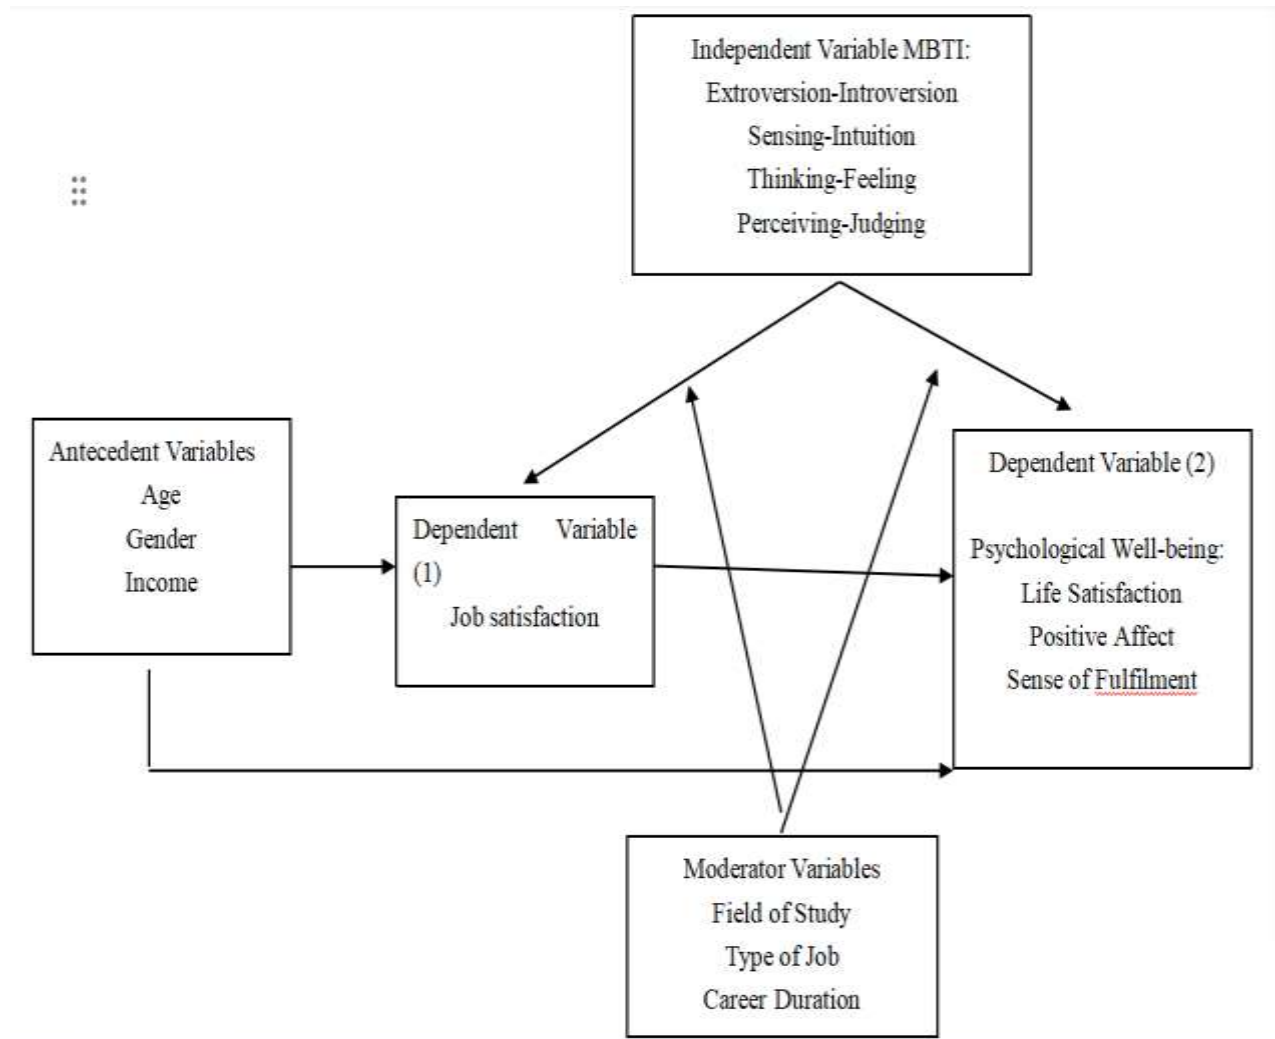 Independent Variable MBTI:
Extroversion-Introversion
Sensing-Intuition
Thinking-Feeling
Perceiving-Judging
Antecedent Variables
Age
Gender
Income
Dependent Variable
(1)
Job satisfaction
Dependent Variable (2)
Psychological Well-being:
Life Satisfaction
Positive Affect
Sense of Fulfilment
Moderator Variables
Field of Study
Type of Job
Career Duration